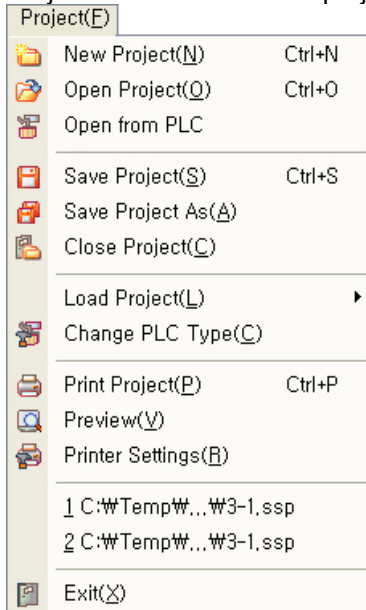 Project(F)
New Project(N) Ctrl+N
Open Project(O) Ctrl+O
Open from PLC
Save Project(S) Ctrl+S
Save Project As(A)
Close Project(C)
Load Project(L)
Change PLC Type(C)
Print Project(P) Ctrl+P
Preview(V)
Printer Settings(R)
1 C:₩Temp₩...₩3-1.ssp
2 C:₩Temp₩...₩3-1.ssp
Exit(X)